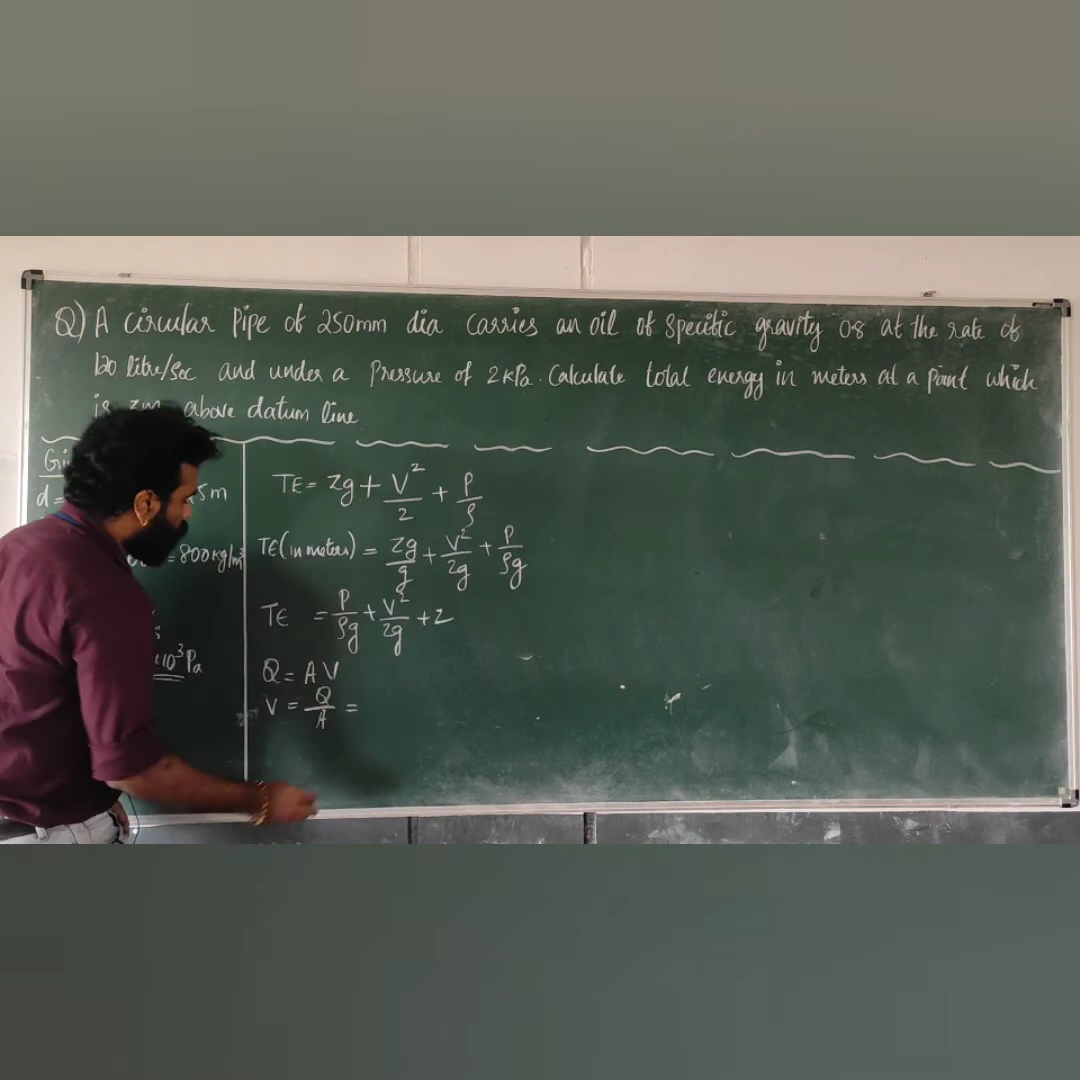 Q) A circular Pipe of 250mm dia carries an oil of specific gravity 0.8 at the rate of
120 litre/sec and under a Pressure of 2 kPa. Calculate total energy in meters at a point which
is above datum line
Gi
d= 5m
TE = Zg + V²/2 + P/ρ
= 800 kg/m³
TE (in meters) = Zg/g + V²/2g + P/ρg
TE = P/ρg + V²/2g + Z
×10³ Pa
Q = A V
V = Q/A =